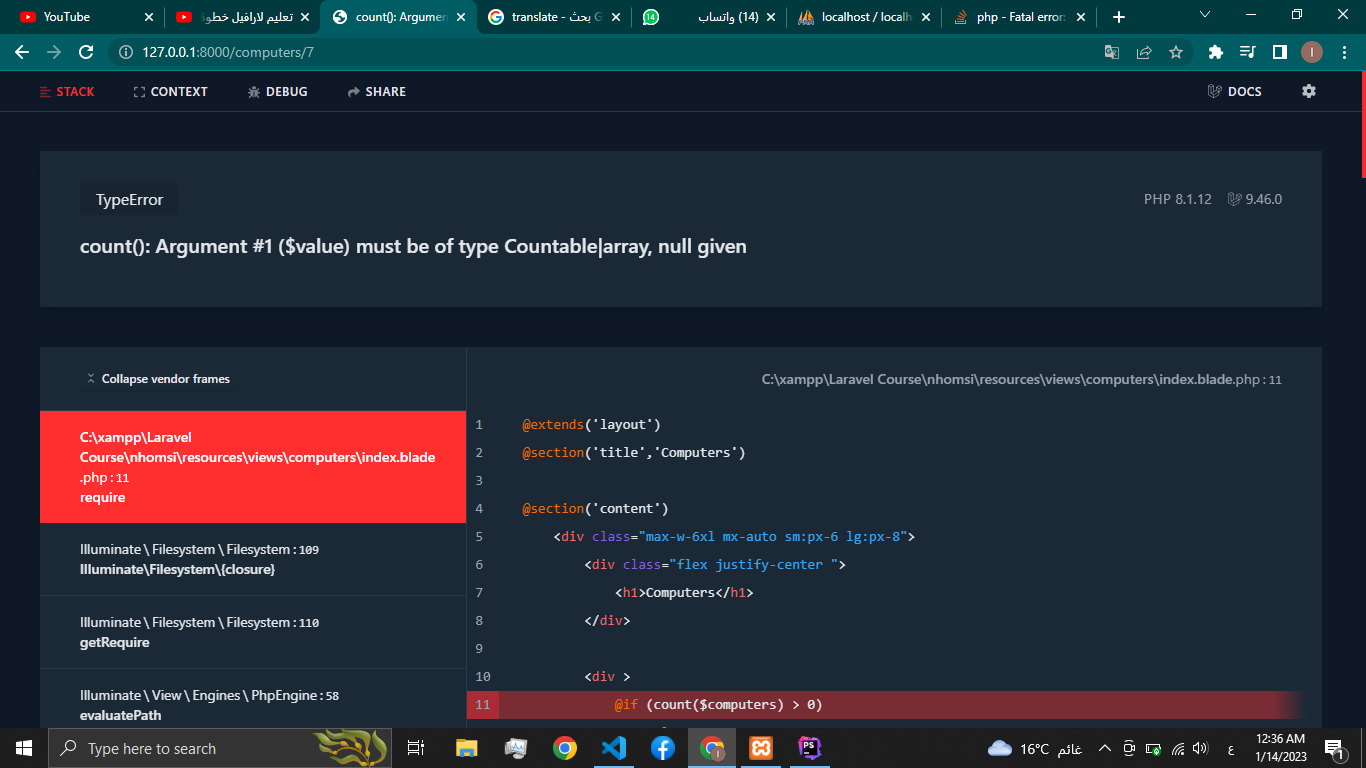 YouTube
تعليم لارافيل خطوة
count(): Argumen
translate - بحث G
(14) واتساب
14
localhost / localh
php - Fatal error:
127.0.0.1:8000/computers/7
I
STACK
CONTEXT
DEBUG
SHARE
DOCS
TypeError
PHP 8.1.12
9.46.0
count(): Argument #1 ($value) must be of type Countable|array, null given
Collapse vendor frames
C:\xampp\Laravel Course\nhomsi\resources\views\computers\index.blade.php : 11
C:\xampp\Laravel
Course\nhomsi\resources\views\computers\index.blade
.php : 11
require
Illuminate \ Filesystem \ Filesystem : 109
Illuminate\Filesystem\{closure}
Illuminate \ Filesystem \ Filesystem : 110
getRequire
Illuminate \ View \ Engines \ PhpEngine : 58
evaluatePath
1 @extends('layout')
2 @section('title','Computers')
3
4 @section('content')
5 <div class="max-w-6xl mx-auto sm:px-6 lg:px-8">
6 <div class="flex justify-center ">
7 <h1>Computers</h1>
8 </div>
9
10 <div >
11 @if (count($computers) > 0)
Type here to search
PS
16°C غائم
ع
12:36 AM
1/14/2023
1